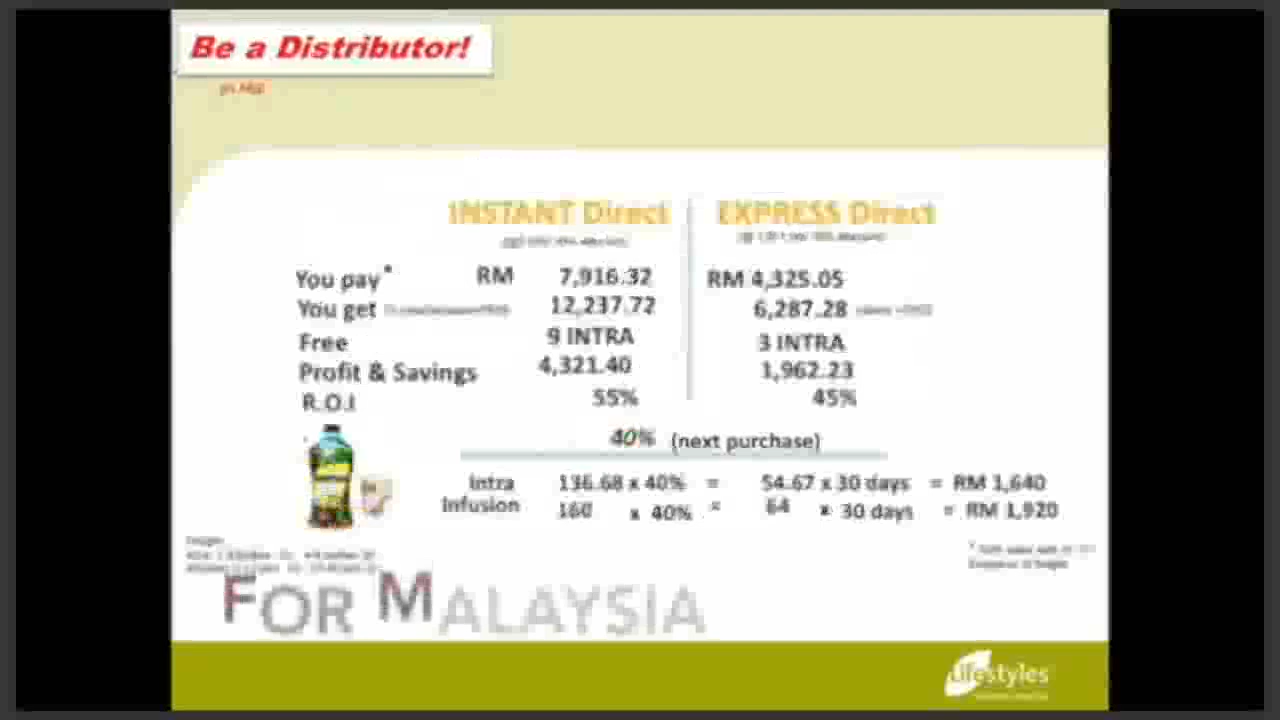 Be a Distributor!
INSTANT Direct EXPRESS Direct
You pay* RM 7,916.32 RM 4,325.05
You get 12,237.72 6,287.28
Free 9 INTRA 3 INTRA
Profit & Savings 4,321.40 1,962.23
R.O.I 55% 45%
40% (next purchase)
Intra 136.68 x 40% = 54.67 x 30 days = RM 1,640
Infusion 160 x 40% = 64 x 30 days = RM 1,920
FOR MALAYSIA
Lifestyles